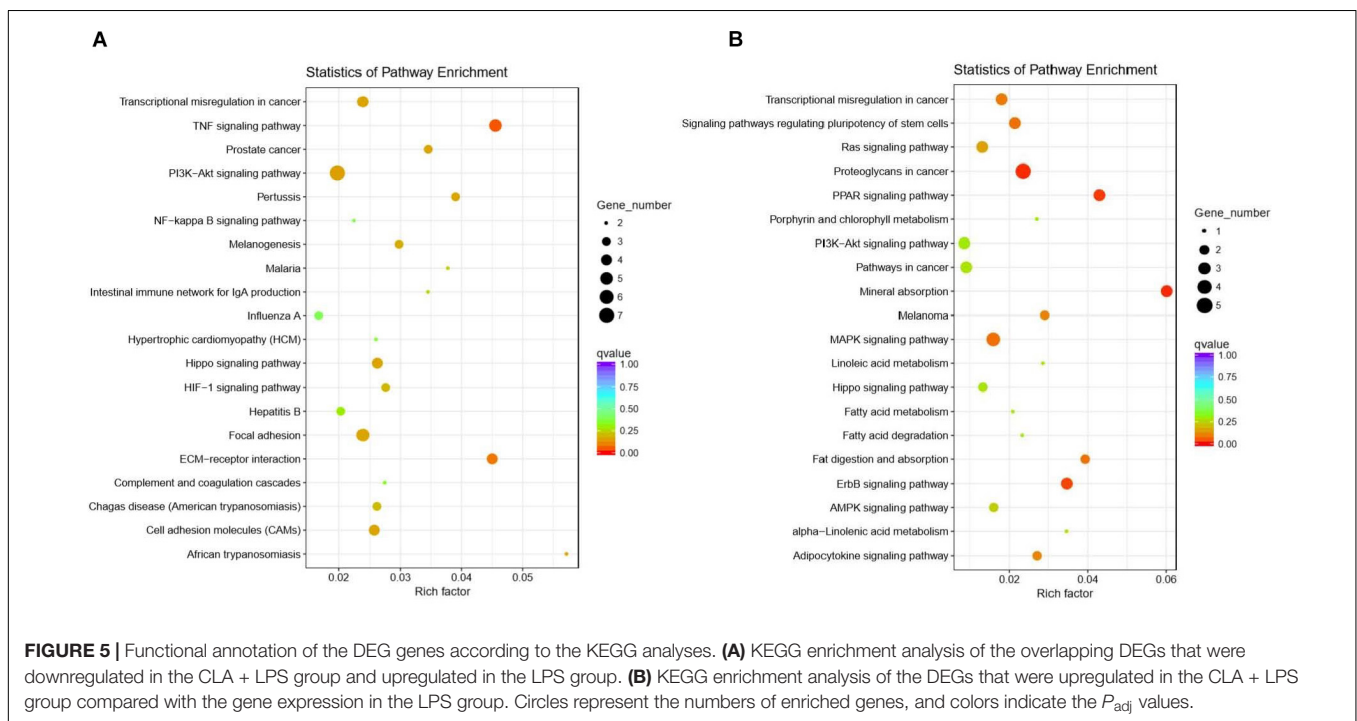 A
Statistics of Pathway Enrichment
Transcriptional misregulation in cancer
TNF signaling pathway
Prostate cancer
PI3K-Akt signaling pathway
Pertussis
NF-kappa B signaling pathway
Melanogenesis
Malaria
Intestinal immune network for IgA production
Influenza A
Hypertrophic cardiomyopathy (HCM)
Hippo signaling pathway
HIF-1 signaling pathway
Hepatitis B
Focal adhesion
ECM-receptor interaction
Complement and coagulation cascades
Chagas disease (American trypanosomiasis)
Cell adhesion molecules (CAMs)
African trypanosomiasis
0.02 0.03 0.04 0.05
Rich factor
Gene_number
2
3
4
5
6
7
qvalue
1.00
0.75
0.50
0.25
0.00
B
Statistics of Pathway Enrichment
Transcriptional misregulation in cancer
Signaling pathways regulating pluripotency of stem cells
Ras signaling pathway
Proteoglycans in cancer
PPAR signaling pathway
Porphyrin and chlorophyll metabolism
PI3K-Akt signaling pathway
Pathways in cancer
Mineral absorption
Melanoma
MAPK signaling pathway
Linoleic acid metabolism
Hippo signaling pathway
Fatty acid metabolism
Fatty acid degradation
Fat digestion and absorption
ErbB signaling pathway
AMPK signaling pathway
alpha-Linolenic acid metabolism
Adipocytokine signaling pathway
0.02 0.04 0.06
Rich factor
Gene_number
1
2
3
4
5
qvalue
1.00
0.75
0.50
0.25
0.00
FIGURE 5 | Functional annotation of the DEG genes according to the KEGG analyses. (A) KEGG enrichment analysis of the overlapping DEGs that were
downregulated in the CLA + LPS group and upregulated in the LPS group. (B) KEGG enrichment analysis of the DEGs that were upregulated in the CLA + LPS
group compared with the gene expression in the LPS group. Circles represent the numbers of enriched genes, and colors indicate the Padj values.